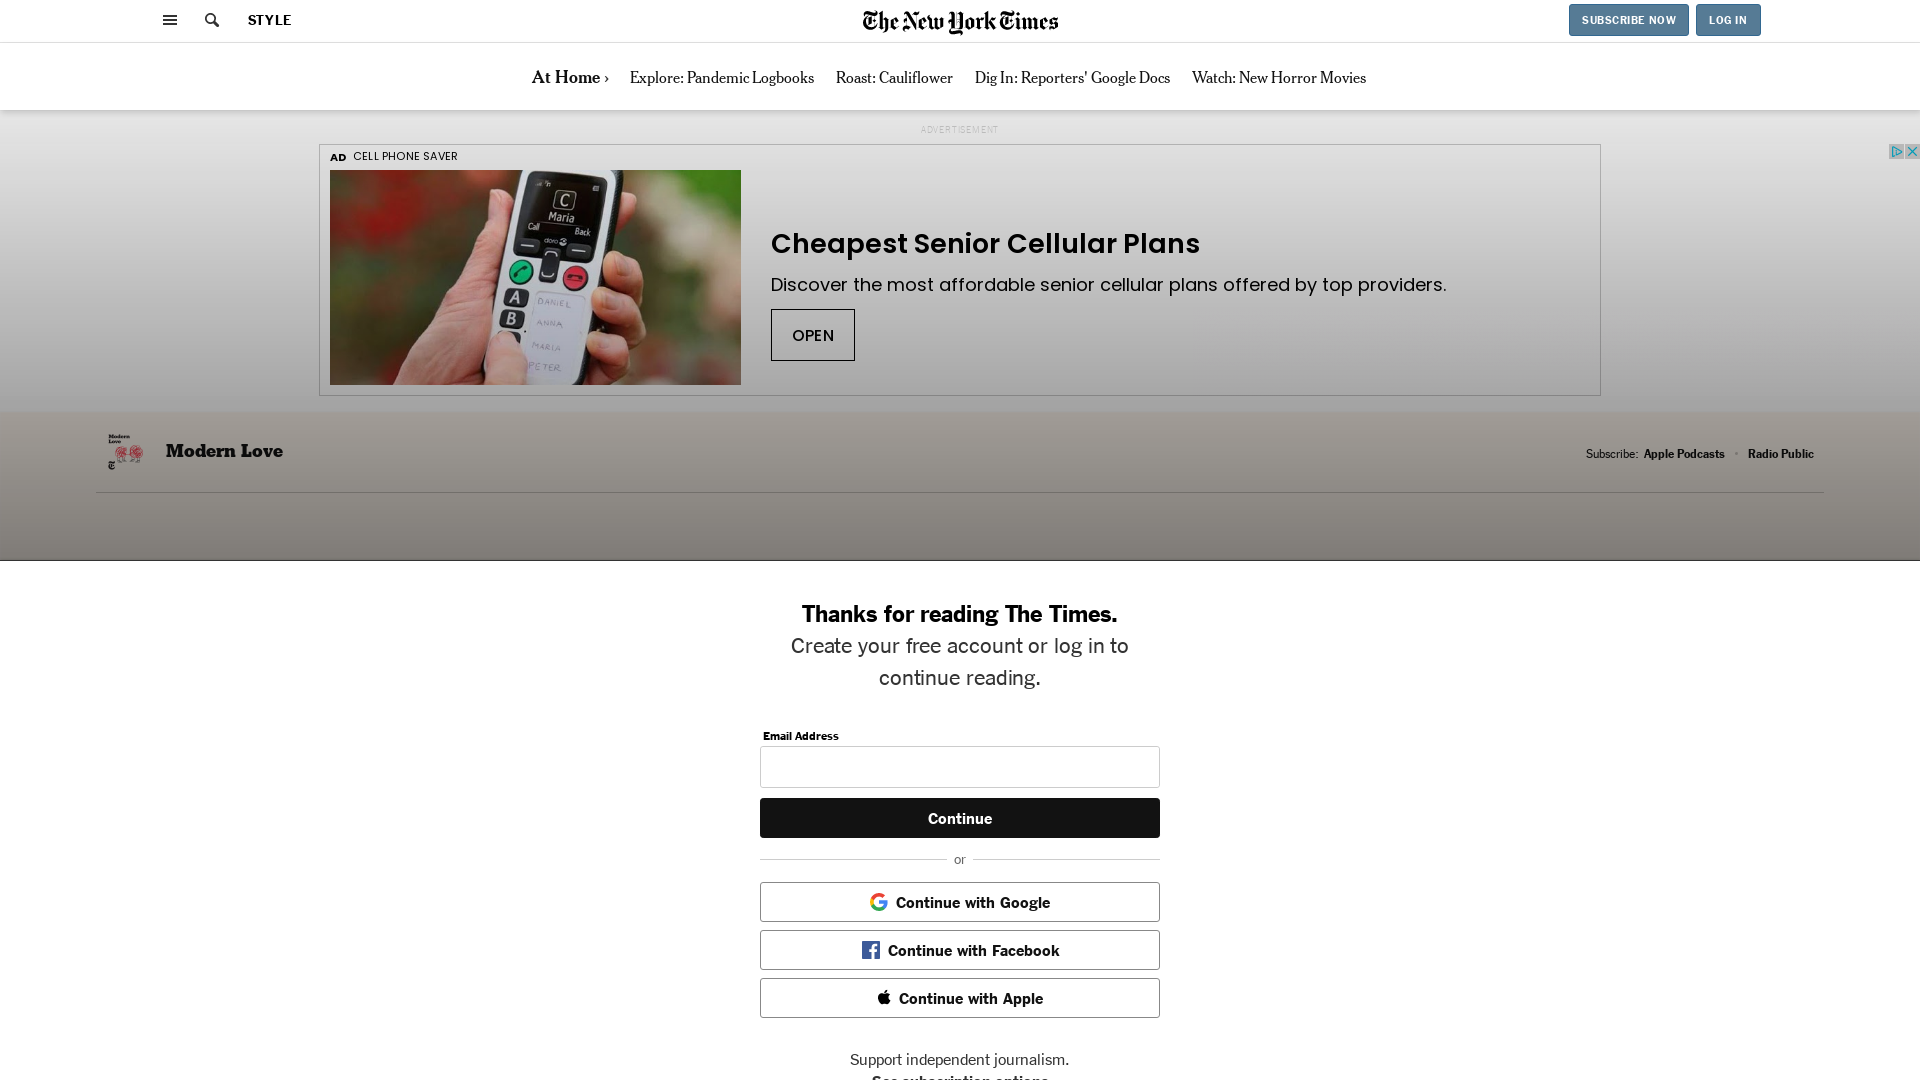 STYLE
The New York Times
SUBSCRIBE NOW
LOG IN
At Home ›
Explore: Pandemic Logbooks
Roast: Cauliflower
Dig In: Reporters' Google Docs
Watch: New Horror Movies
ADVERTISEMENT
AD CELL PHONE SAVER
C
Maria
Call Back
doro
A
B
DANIEL
ANNA
MARIA
PETER
Cheapest Senior Cellular Plans
Discover the most affordable senior cellular plans offered by top providers.
OPEN
Modern
Love
Modern Love
Subscribe: Apple Podcasts • Radio Public
Thanks for reading The Times.
Create your free account or log in to
continue reading.
Email Address
Continue
or
Continue with Google
Continue with Facebook
Continue with Apple
Support independent journalism.
See subscription options.